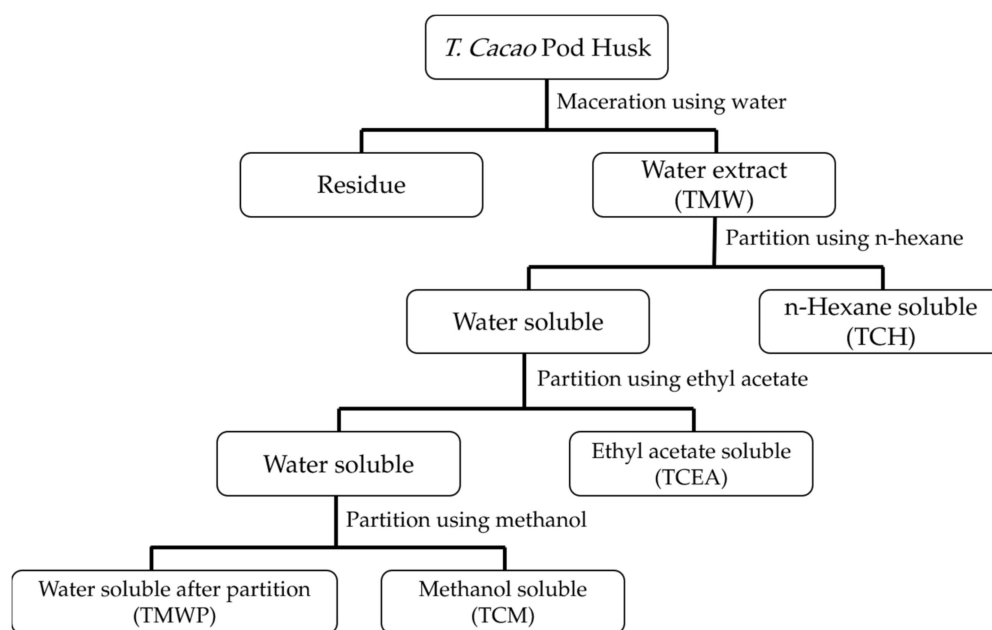 T. Cacao Pod Husk
Maceration using water
Residue
Water extract
(TMW)
Partition using n-hexane
Water soluble
n-Hexane soluble
(TCH)
Partition using ethyl acetate
Water soluble
Ethyl acetate soluble
(TCEA)
Partition using methanol
Water soluble after partition
(TMWP)
Methanol soluble
(TCM)